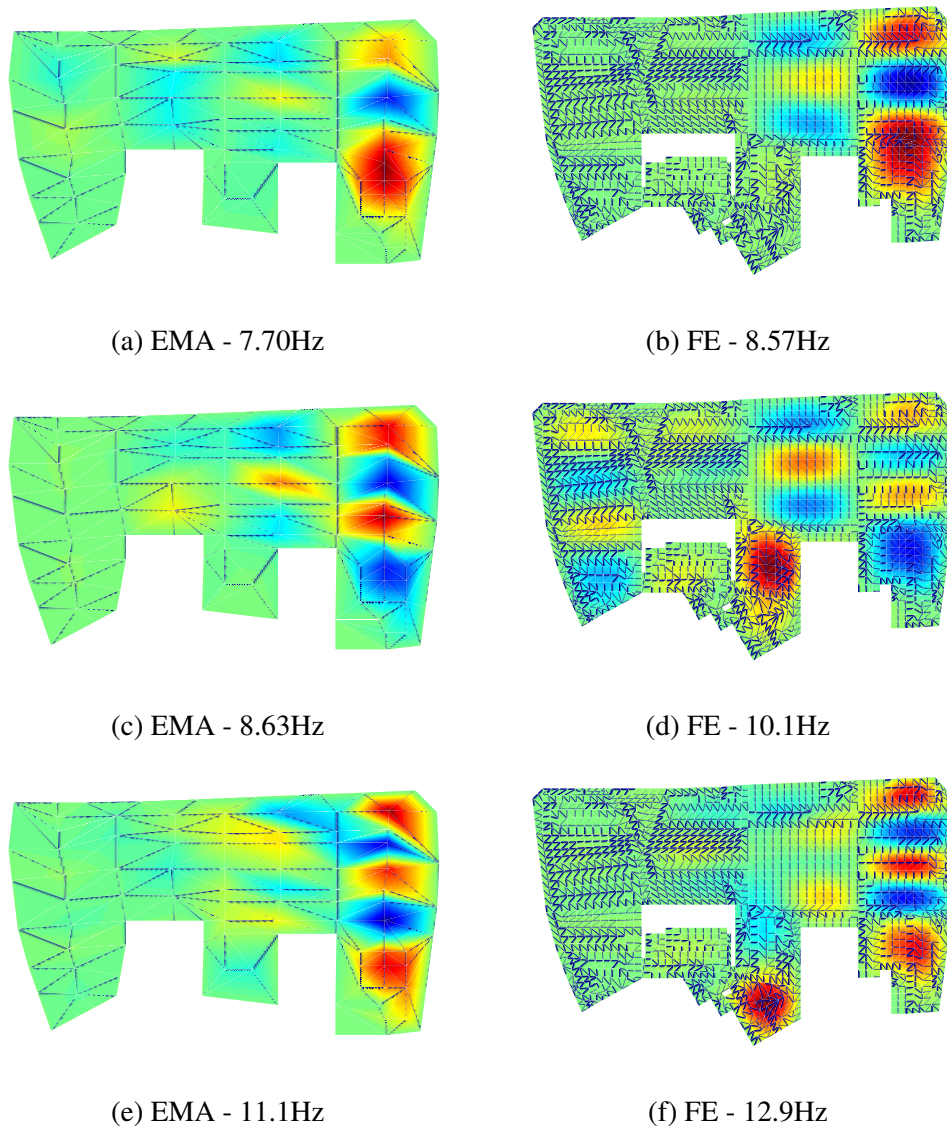 (a) EMA - 7.70Hz
(b) FE - 8.57Hz
(c) EMA - 8.63Hz
(d) FE - 10.1Hz
(e) EMA - 11.1Hz
(f) FE - 12.9Hz